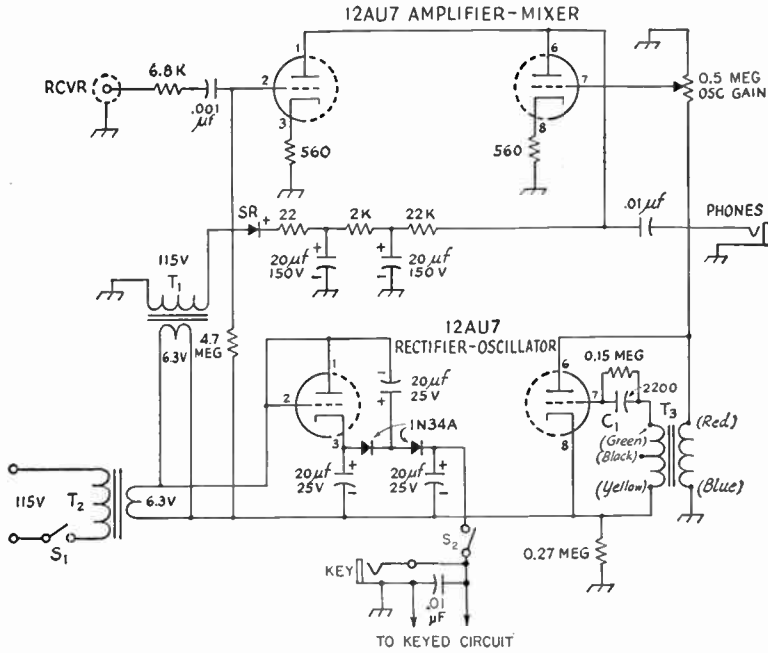 12AU7 AMPLIFIER-MIXER
RCVR
6.8K
.001
μf
2
1
3
560
6
7
8
560
0.5 MEG
OSC GAIN
SR
+
22
2K
22K
.01μf
PHONES
+
20μf
150V
-
+
20μf
150V
-
115V
T1
6.3V
4.7
MEG
12AU7
RECTIFIER-OSCILLATOR
1
2
3
-
20μf
25V
+
1N34A
+
20μf
25V
-
+
20μf
25V
-
6
7
8
0.15 MEG
2200
C1
T3
(Green)
(Black)
(Yellow)
(Red)
(Blue)
115V
T2
6.3V
S1
S2
0.27 MEG
KEY
.01
μF
TO KEYED CIRCUIT